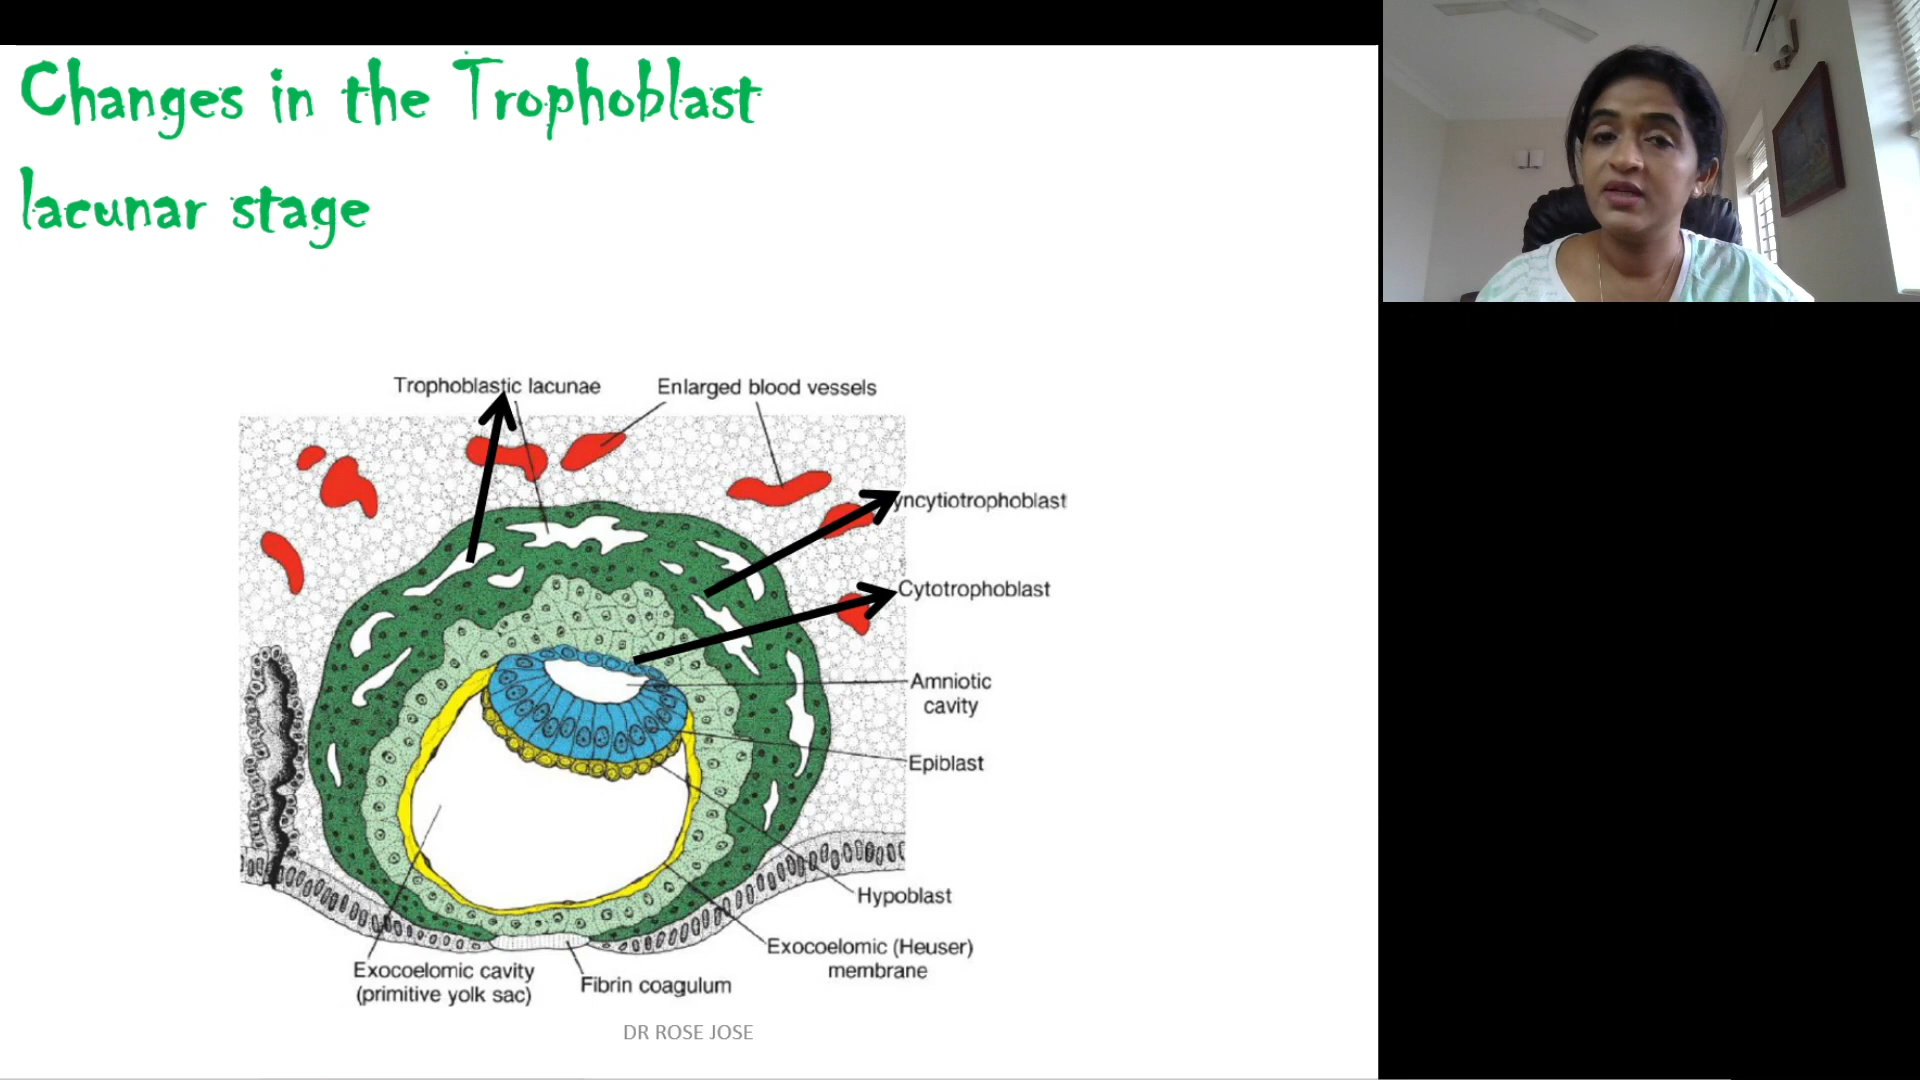 Changes in the Trophoblast
lacunar stage
Trophoblastic lacunae
Enlarged blood vessels
yncytiotrophoblast
Cytotrophoblast
Amniotic
cavity
Epiblast
Hypoblast
Exocoelomic (Heuser)
membrane
Exocoelomic cavity
(primitive yolk sac)
Fibrin coagulum
DR ROSE JOSE